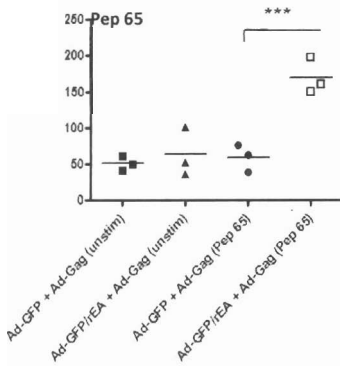 Pep 65
***
250
200
150
100
50
0
Ad-GFP + Ad-Gag (unstim)
Ad-GFP/rEA + Ad-Gag (unstim)
Ad-GFP + Ad-Gag (Pep 65)
Ad-GFP/rEA + Ad-Gag (Pep 65)